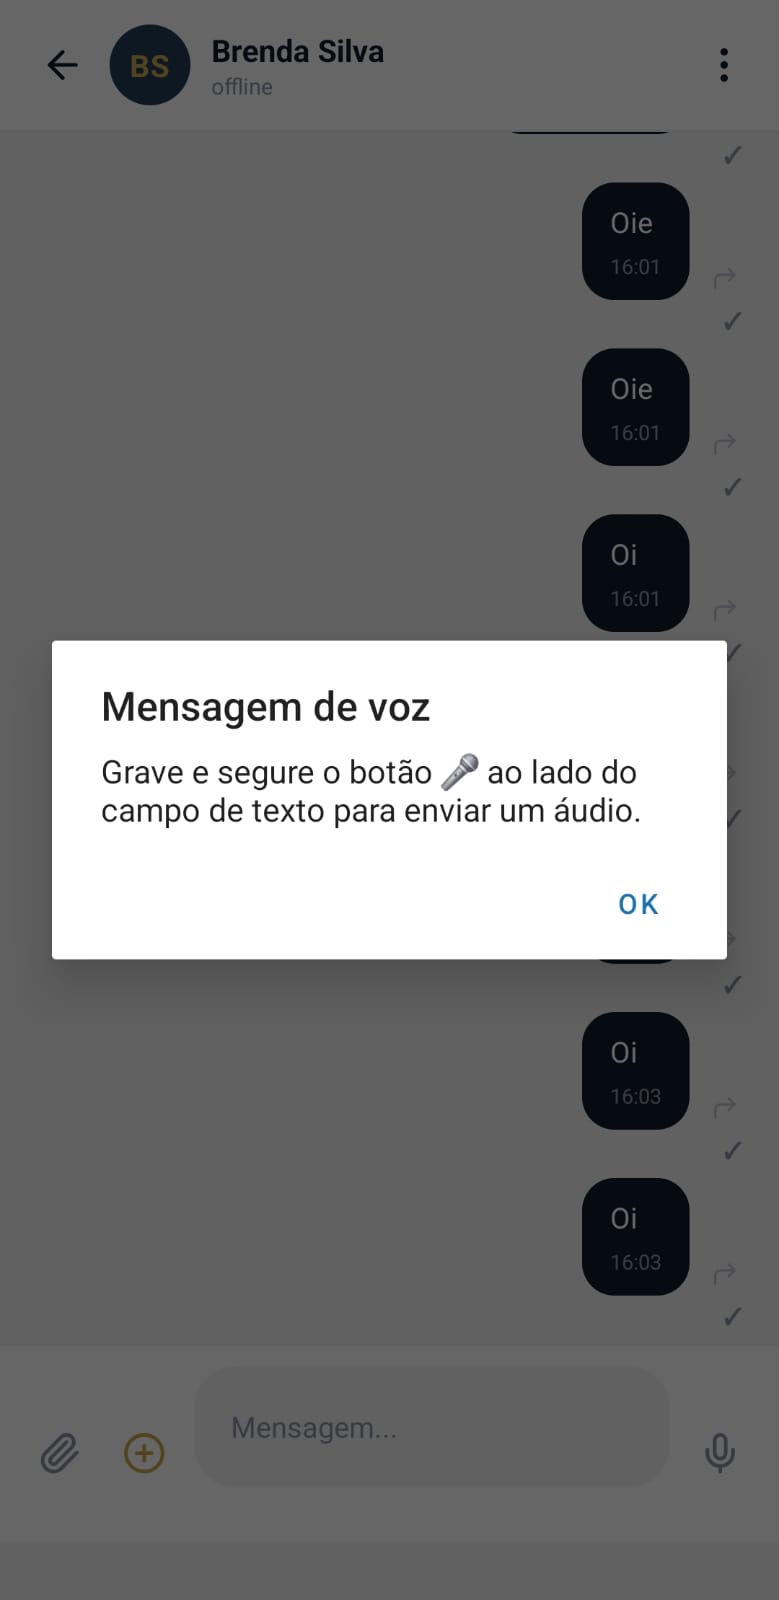 BS
Brenda Silva
offline
✓
Oie
16:01
✓
Oie
16:01
✓
Oi
16:01
✓
Mensagem de voz
Grave e segure o botão 🎤 ao lado do
campo de texto para enviar um áudio.
OK
✓
✓
Oi
16:03
✓
Oi
16:03
✓
Mensagem...